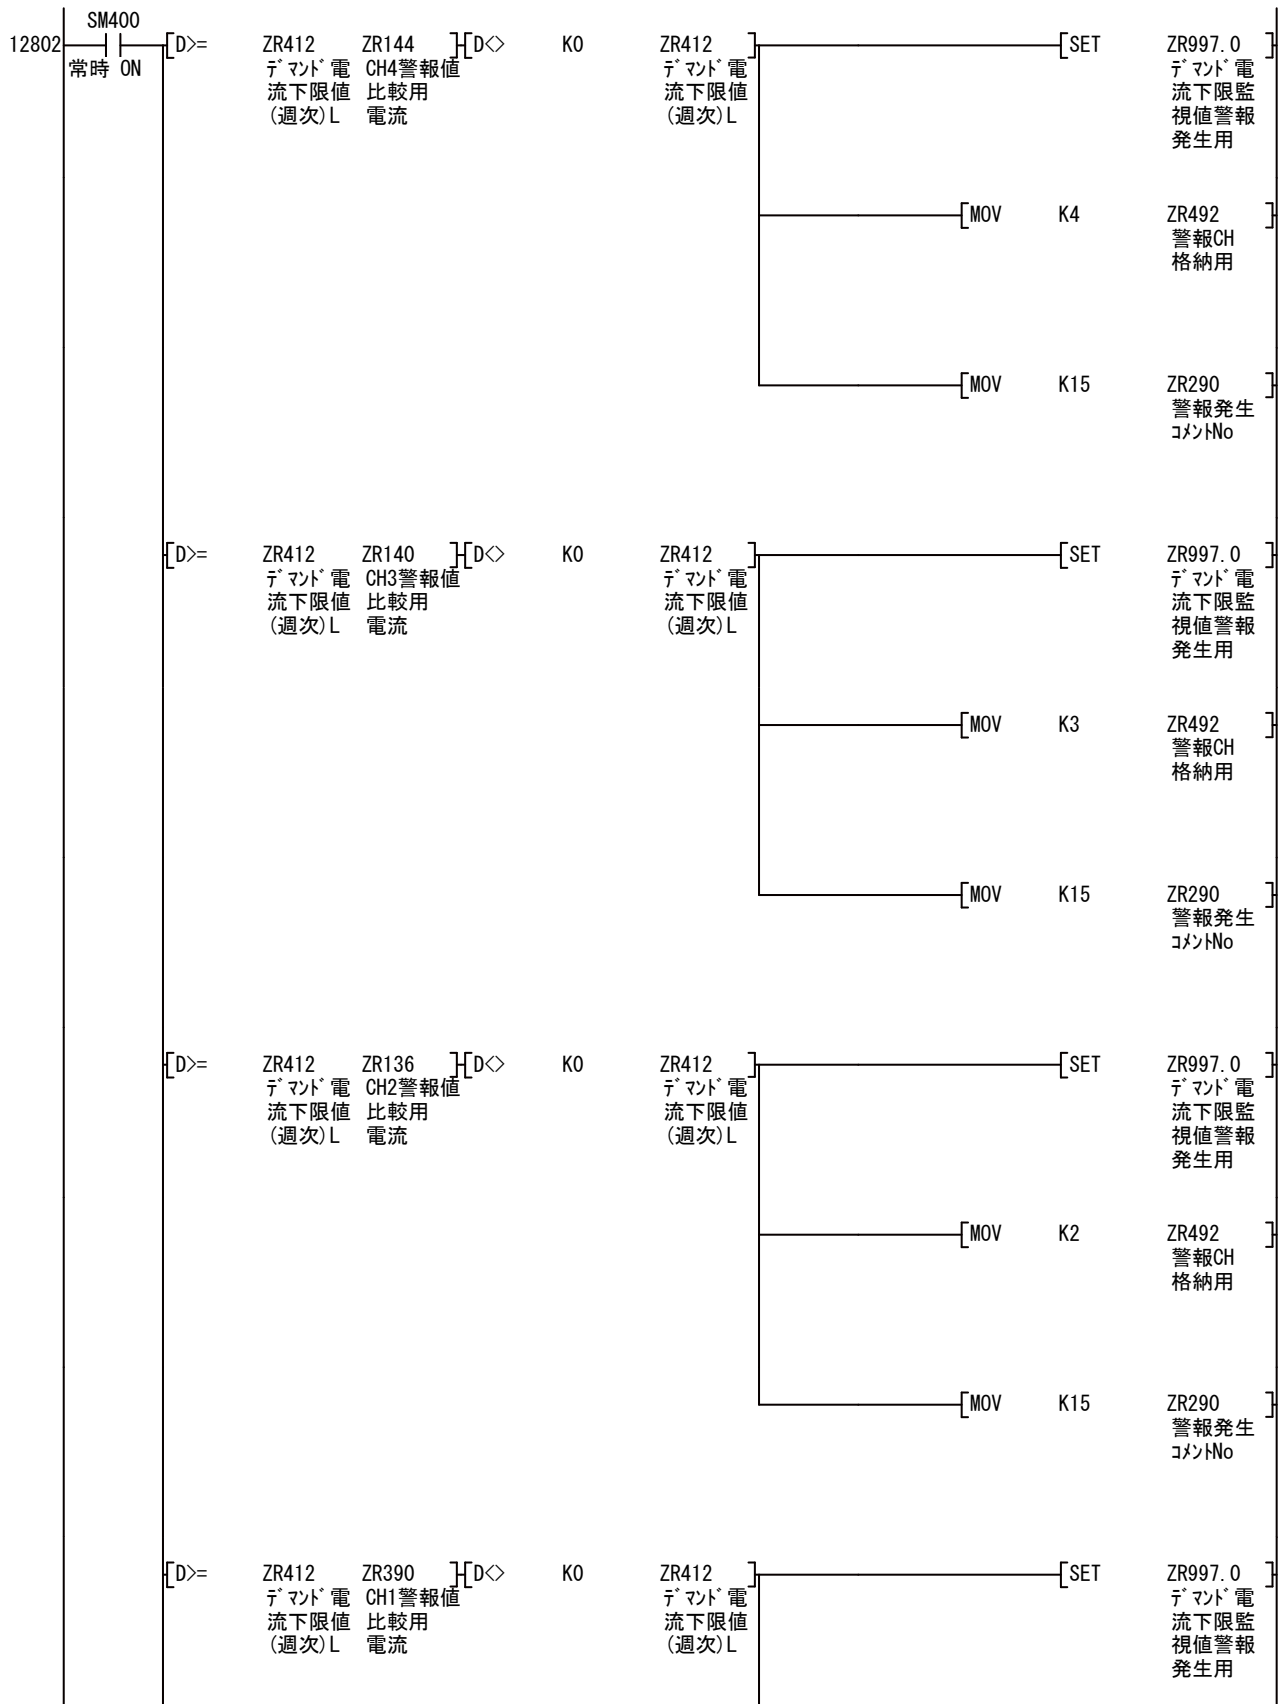 SM400
12802 [D>= ZR412 ZR144 ][D<> K0 ZR412 ] [SET ZR997.0 ]
常時 ON ﾃﾞﾏﾝﾄﾞ電 CH4警報値 ﾃﾞﾏﾝﾄﾞ電 ﾃﾞﾏﾝﾄﾞ電
流下限値 比較用 流下限値 流下限監
(週次)L 電流 (週次)L 視値警報
発生用
[MOV K4 ZR492 ]
警報CH
格納用
[MOV K15 ZR290 ]
警報発生
ｺﾒﾝﾄNo
[D>= ZR412 ZR140 ][D<> K0 ZR412 ] [SET ZR997.0 ]
ﾃﾞﾏﾝﾄﾞ電 CH3警報値 ﾃﾞﾏﾝﾄﾞ電 ﾃﾞﾏﾝﾄﾞ電
流下限値 比較用 流下限値 流下限監
(週次)L 電流 (週次)L 視値警報
発生用
[MOV K3 ZR492 ]
警報CH
格納用
[MOV K15 ZR290 ]
警報発生
ｺﾒﾝﾄNo
[D>= ZR412 ZR136 ][D<> K0 ZR412 ] [SET ZR997.0 ]
ﾃﾞﾏﾝﾄﾞ電 CH2警報値 ﾃﾞﾏﾝﾄﾞ電 ﾃﾞﾏﾝﾄﾞ電
流下限値 比較用 流下限値 流下限監
(週次)L 電流 (週次)L 視値警報
発生用
[MOV K2 ZR492 ]
警報CH
格納用
[MOV K15 ZR290 ]
警報発生
ｺﾒﾝﾄNo
[D>= ZR412 ZR390 ][D<> K0 ZR412 ] [SET ZR997.0 ]
ﾃﾞﾏﾝﾄﾞ電 CH1警報値 ﾃﾞﾏﾝﾄﾞ電 ﾃﾞﾏﾝﾄﾞ電
流下限値 比較用 流下限値 流下限監
(週次)L 電流 (週次)L 視値警報
発生用